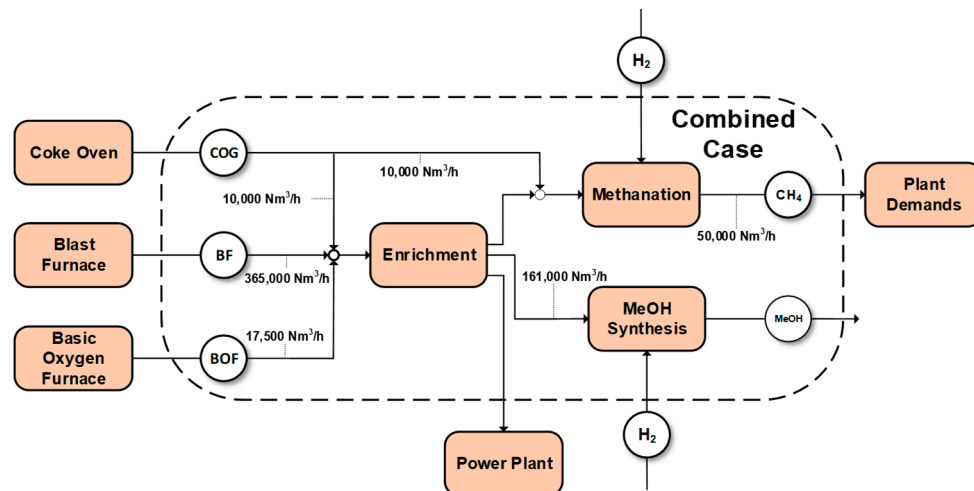 H₂
Combined
Case
Coke Oven
COG
10,000 Nm³/h
10,000 Nm³/h
Methanation
CH₄
Plant
Demands
50,000 Nm³/h
Blast
Furnace
BF
365,000 Nm³/h
Enrichment
161,000 Nm³/h
MeOH
Synthesis
MeOH
Basic
Oxygen
Furnace
BOF
17,500 Nm³/h
H₂
Power Plant